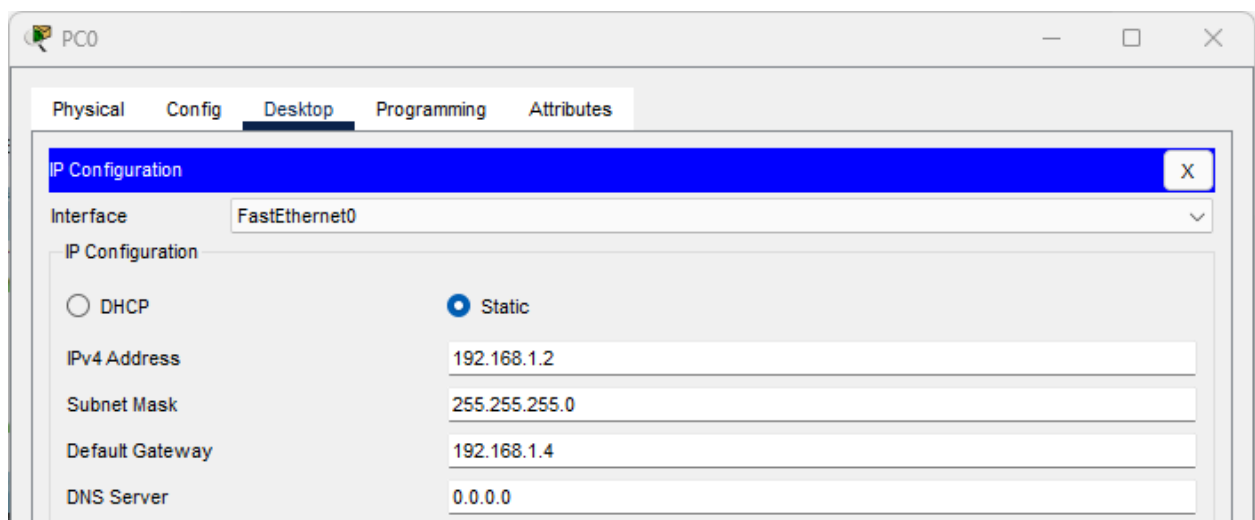 PC0
Physical Config Desktop Programming Attributes
IP Configuration X
Interface FastEthernet0
IP Configuration
DHCP Static
IPv4 Address 192.168.1.2
Subnet Mask 255.255.255.0
Default Gateway 192.168.1.4
DNS Server 0.0.0.0